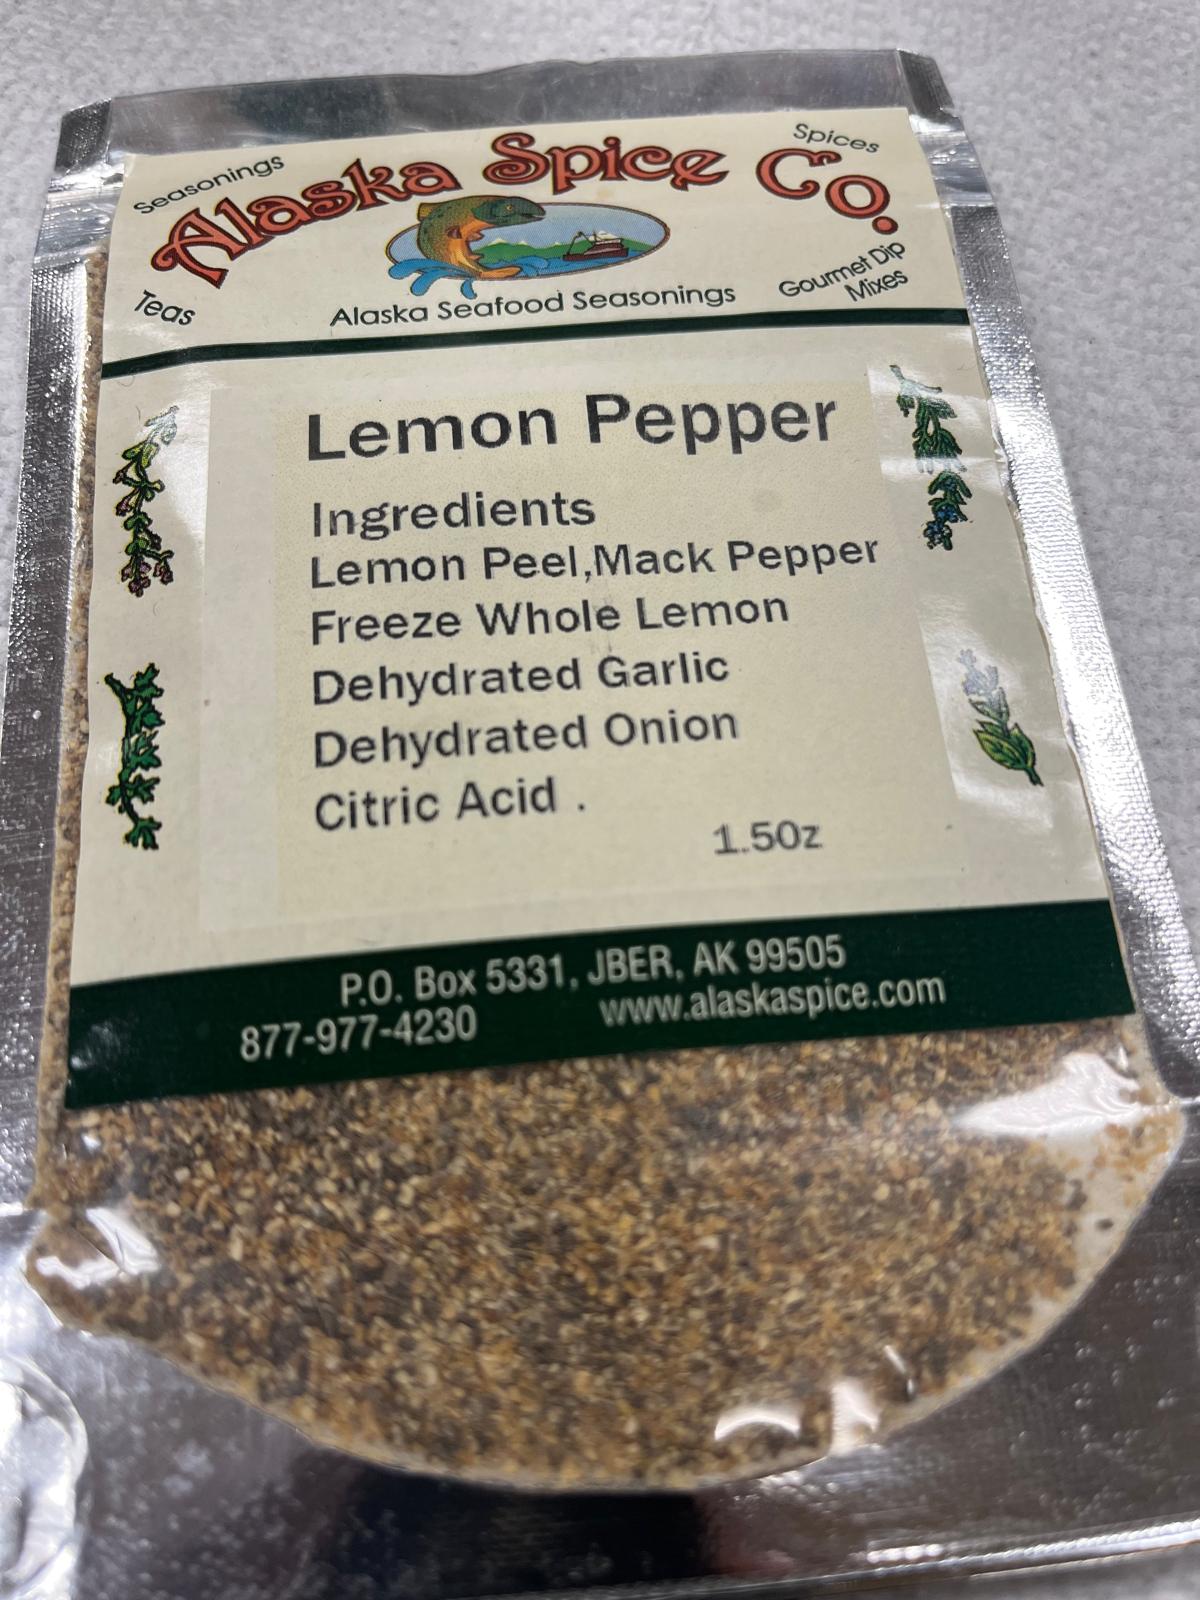 Seasonings
Spices
Alaska Spice Co.
Teas
Alaska Seafood Seasonings
Gourmet Dip
Mixes
Lemon Pepper
Ingredients
Lemon Peel,Mack Pepper
Freeze Whole Lemon
Dehydrated Garlic
Dehydrated Onion
Citric Acid .
1.50z
P.O. Box 5331, JBER, AK 99505
877-977-4230
www.alaskaspice.com